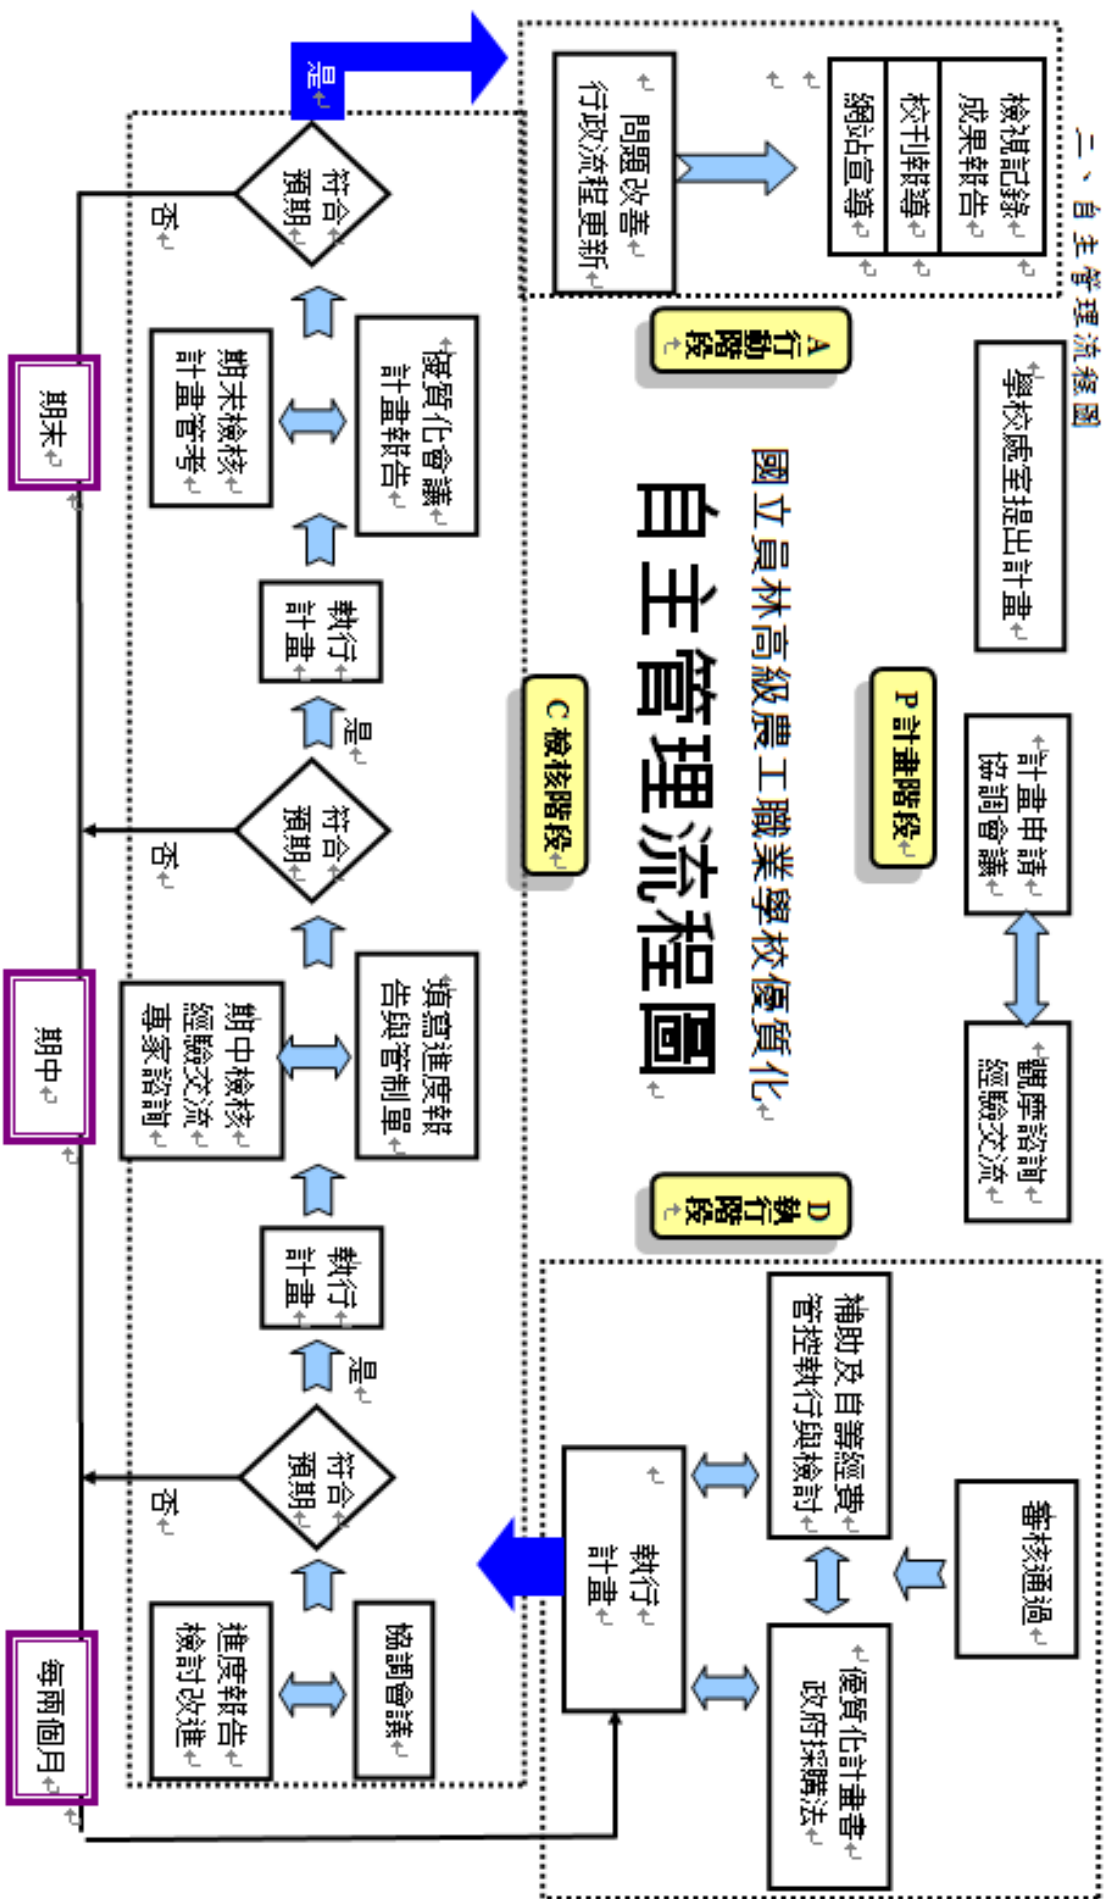 二、自主管理流程圖
學校處室提出計畫
計畫申請
協調會議
觀摩諮詢
經驗交流
審核通過
P 計畫階段
國立員林高級農工職業學校優質化
自主管理流程圖
檢視記錄
成果報告
校刊報導
網站宣導
問題改善
行政流程更新
A
行動階
段
D
執行階
段
補助及自籌經費
管控執行與檢討
優質化計畫書
政府採購法
執行
計畫
C 檢核階段
是
符合
預期
否
優質化會議
計畫報告
期末檢核
計畫管考
執行
計畫
是
符合
預期
否
填寫進度報
告與管制單
期中檢核
經驗交流
專家諮詢
執行
計畫
是
符合
預期
否
協調會議
進度報告
檢討改進
期末
期中
每兩個月